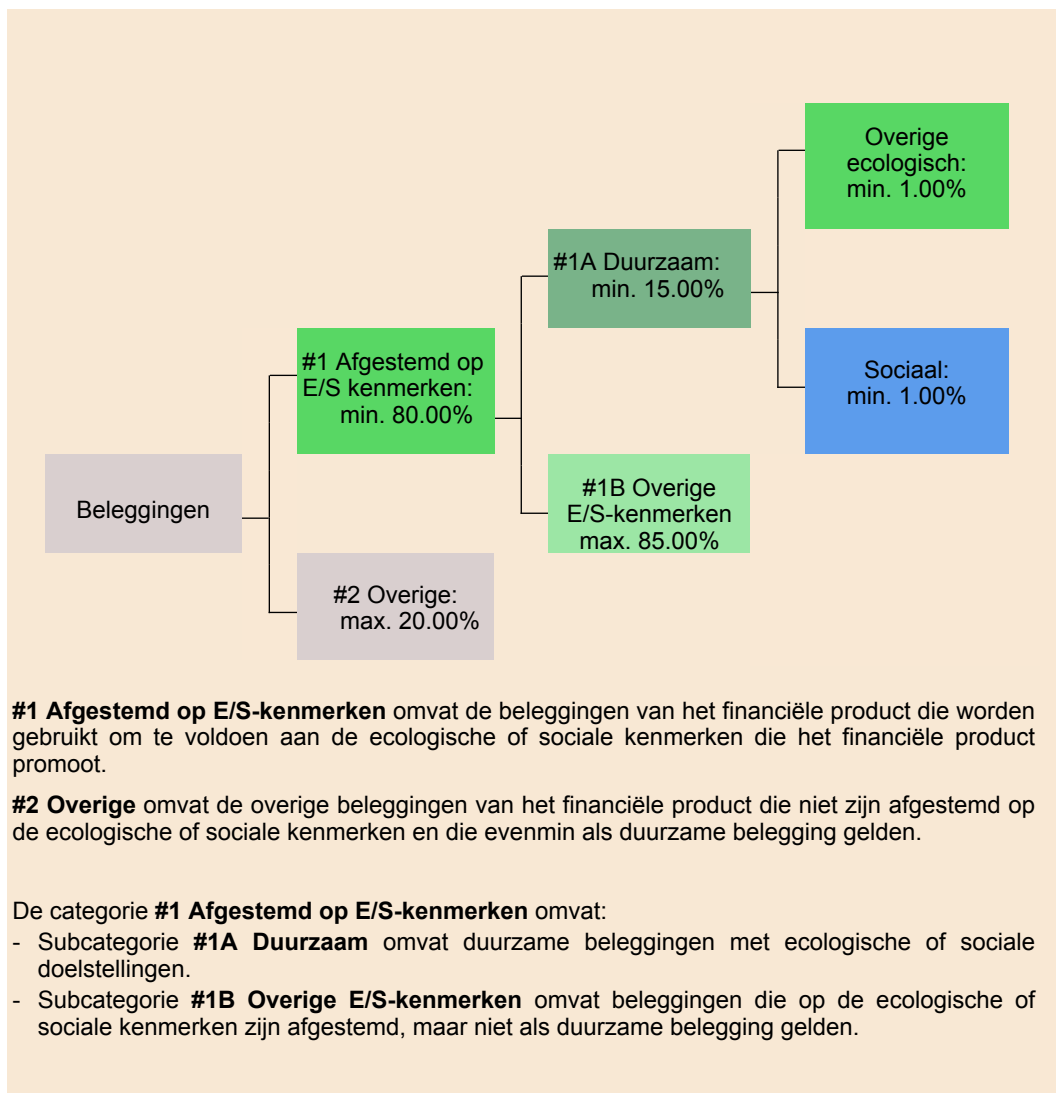 Overige
ecologisch:
min. 1.00%
#1A Duurzaam:
min. 15.00%
#1 Afgestemd op
E/S kenmerken:
min. 80.00%
Sociaal:
min. 1.00%
Beleggingen
#1B Overige
E/S-kenmerken
max. 85.00%
#2 Overige:
max. 20.00%
#1 Afgestemd op E/S-kenmerken omvat de beleggingen van het financiële product die worden
gebruikt om te voldoen aan de ecologische of sociale kenmerken die het financiële product
promoot.
#2 Overige omvat de overige beleggingen van het financiële product die niet zijn afgestemd op
de ecologische of sociale kenmerken en die evenmin als duurzame belegging gelden.
De categorie #1 Afgestemd op E/S-kenmerken omvat:
- Subcategorie #1A Duurzaam omvat duurzame beleggingen met ecologische of sociale
doelstellingen.
- Subcategorie #1B Overige E/S-kenmerken omvat beleggingen die op de ecologische of
sociale kenmerken zijn afgestemd, maar niet als duurzame belegging gelden.